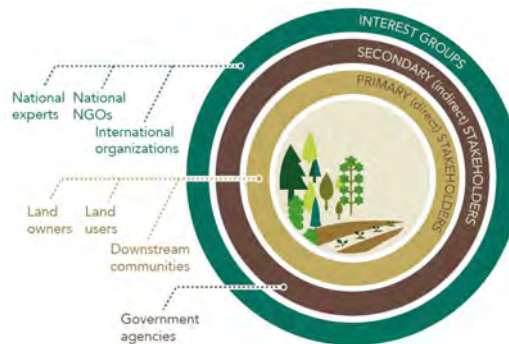 INTEREST GROUPS
SECONDARY (indirect) STAKEHOLDERS
PRIMARY (direct) STAKEHOLDERS
National
experts
National
NGOs
International
organizations
Land
owners
Land
users
Downstream
communities
Government
agencies